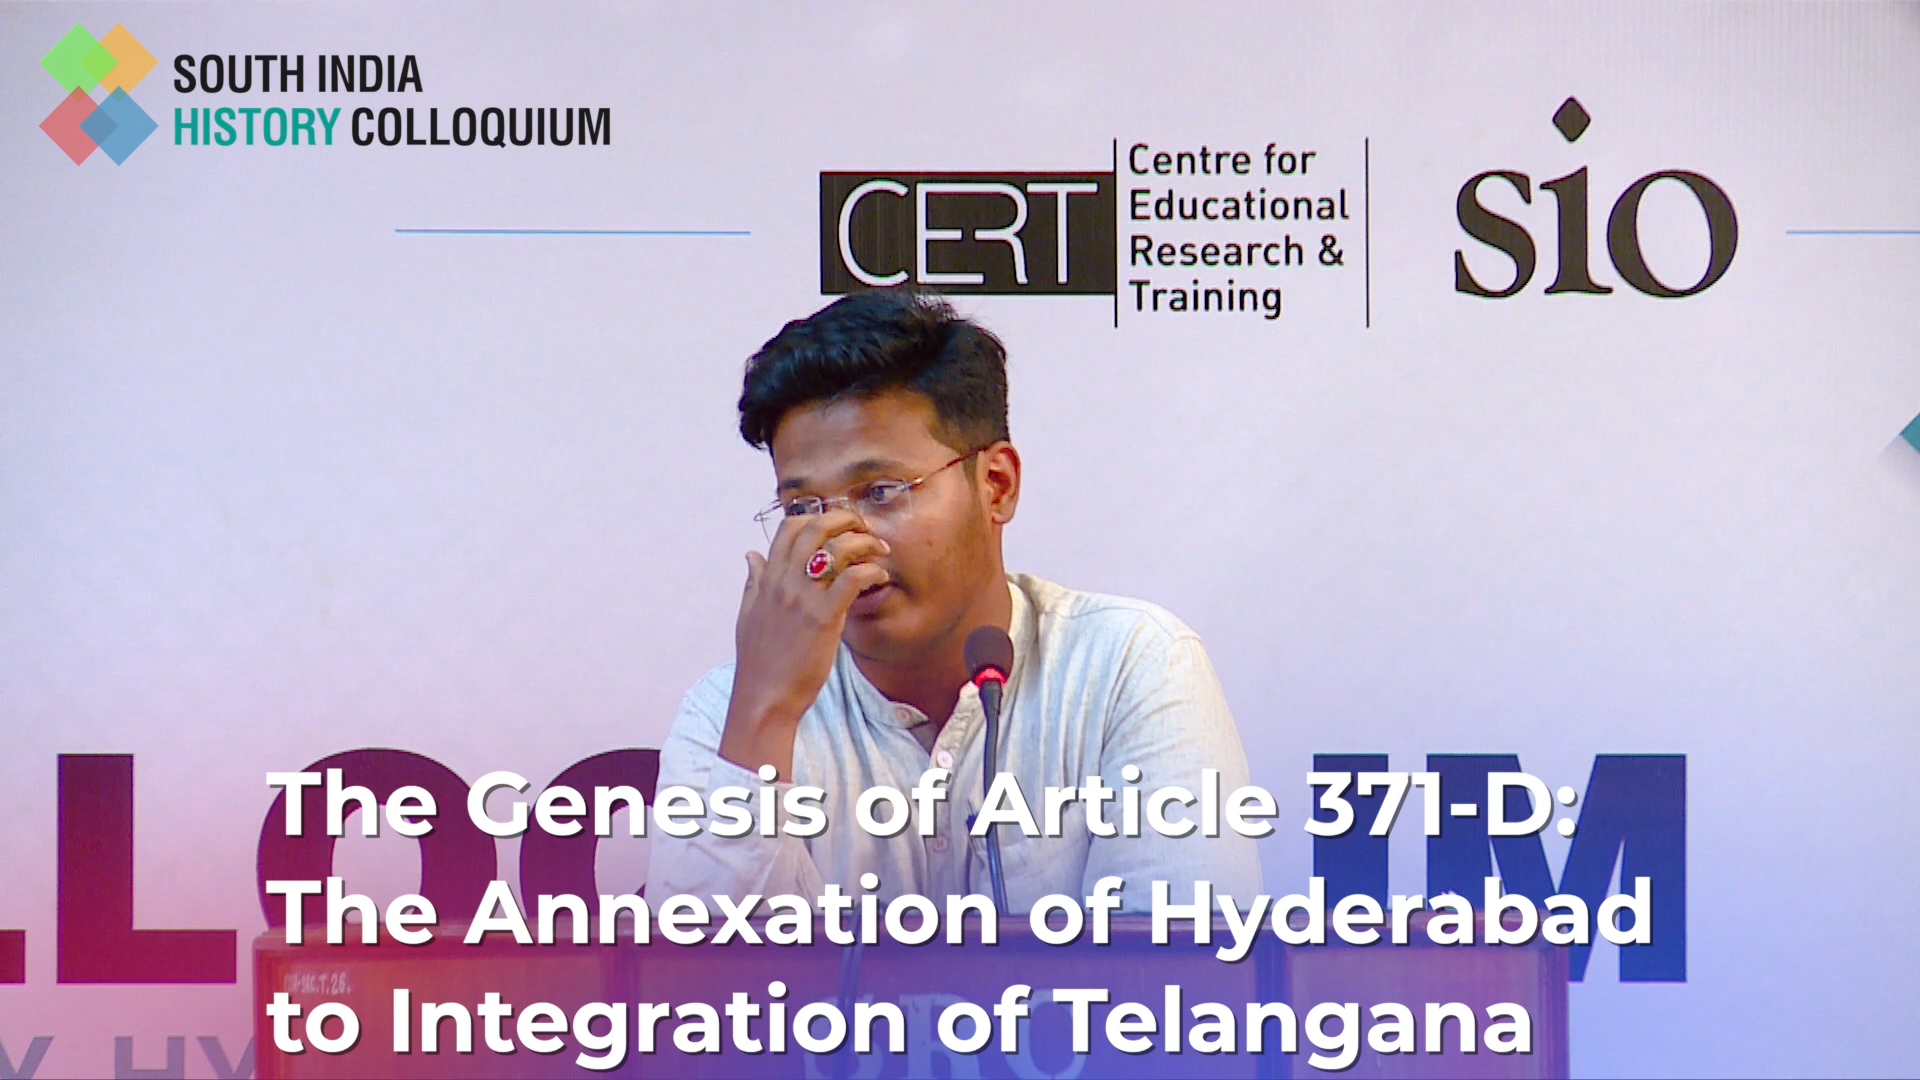 SOUTH INDIA
HISTORY COLLOQUIUM
CERT
Centre for
Educational
Research &
Training
sio
The Genesis of Article 371-D:
The Annexation of Hyderabad
to Integration of Telangana